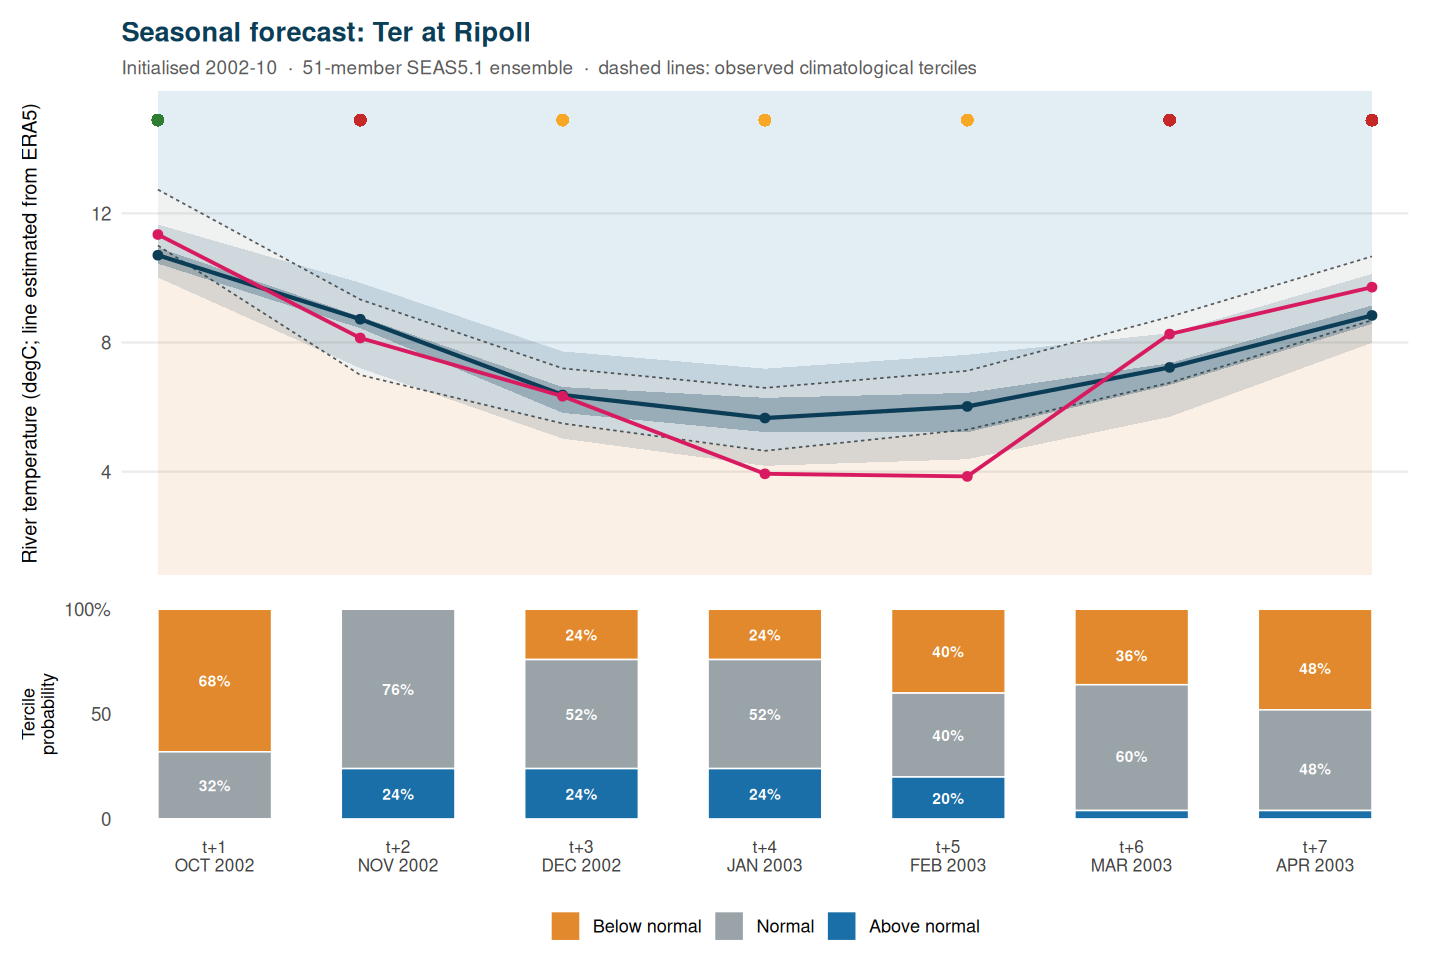 Seasonal forecast: Ter at Ripoll
Initialised 2002-10 · 51-member SEAS5.1 ensemble · dashed lines: observed climatological terciles
River temperature (degC; line estimated from ERA5)
12
8
4
Tercile
probability
100%
50
0
68%
32%
76%
24%
24%
52%
24%
24%
52%
24%
40%
40%
20%
36%
60%
48%
48%
t+1
OCT 2002
t+2
NOV 2002
t+3
DEC 2002
t+4
JAN 2003
t+5
FEB 2003
t+6
MAR 2003
t+7
APR 2003
Below normal
Normal
Above normal